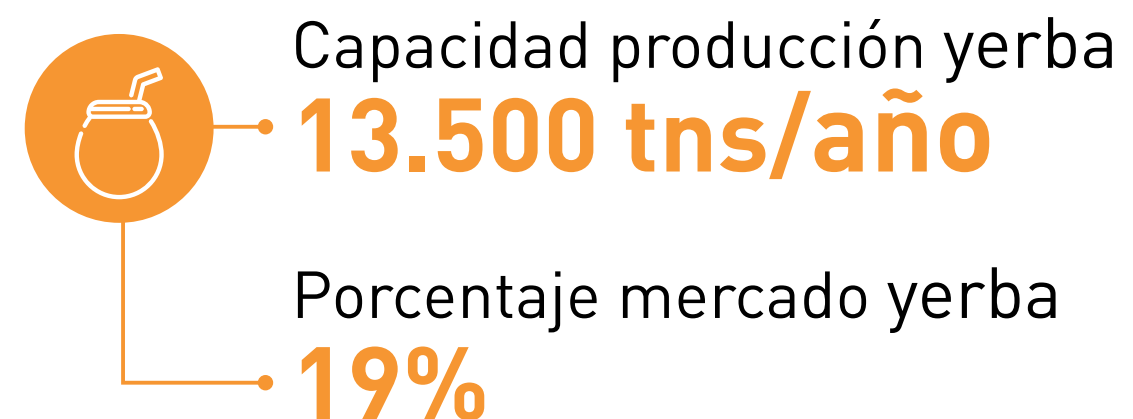 Capacidad producción yerba
13.500 tns/año
Porcentaje mercado yerba
19%